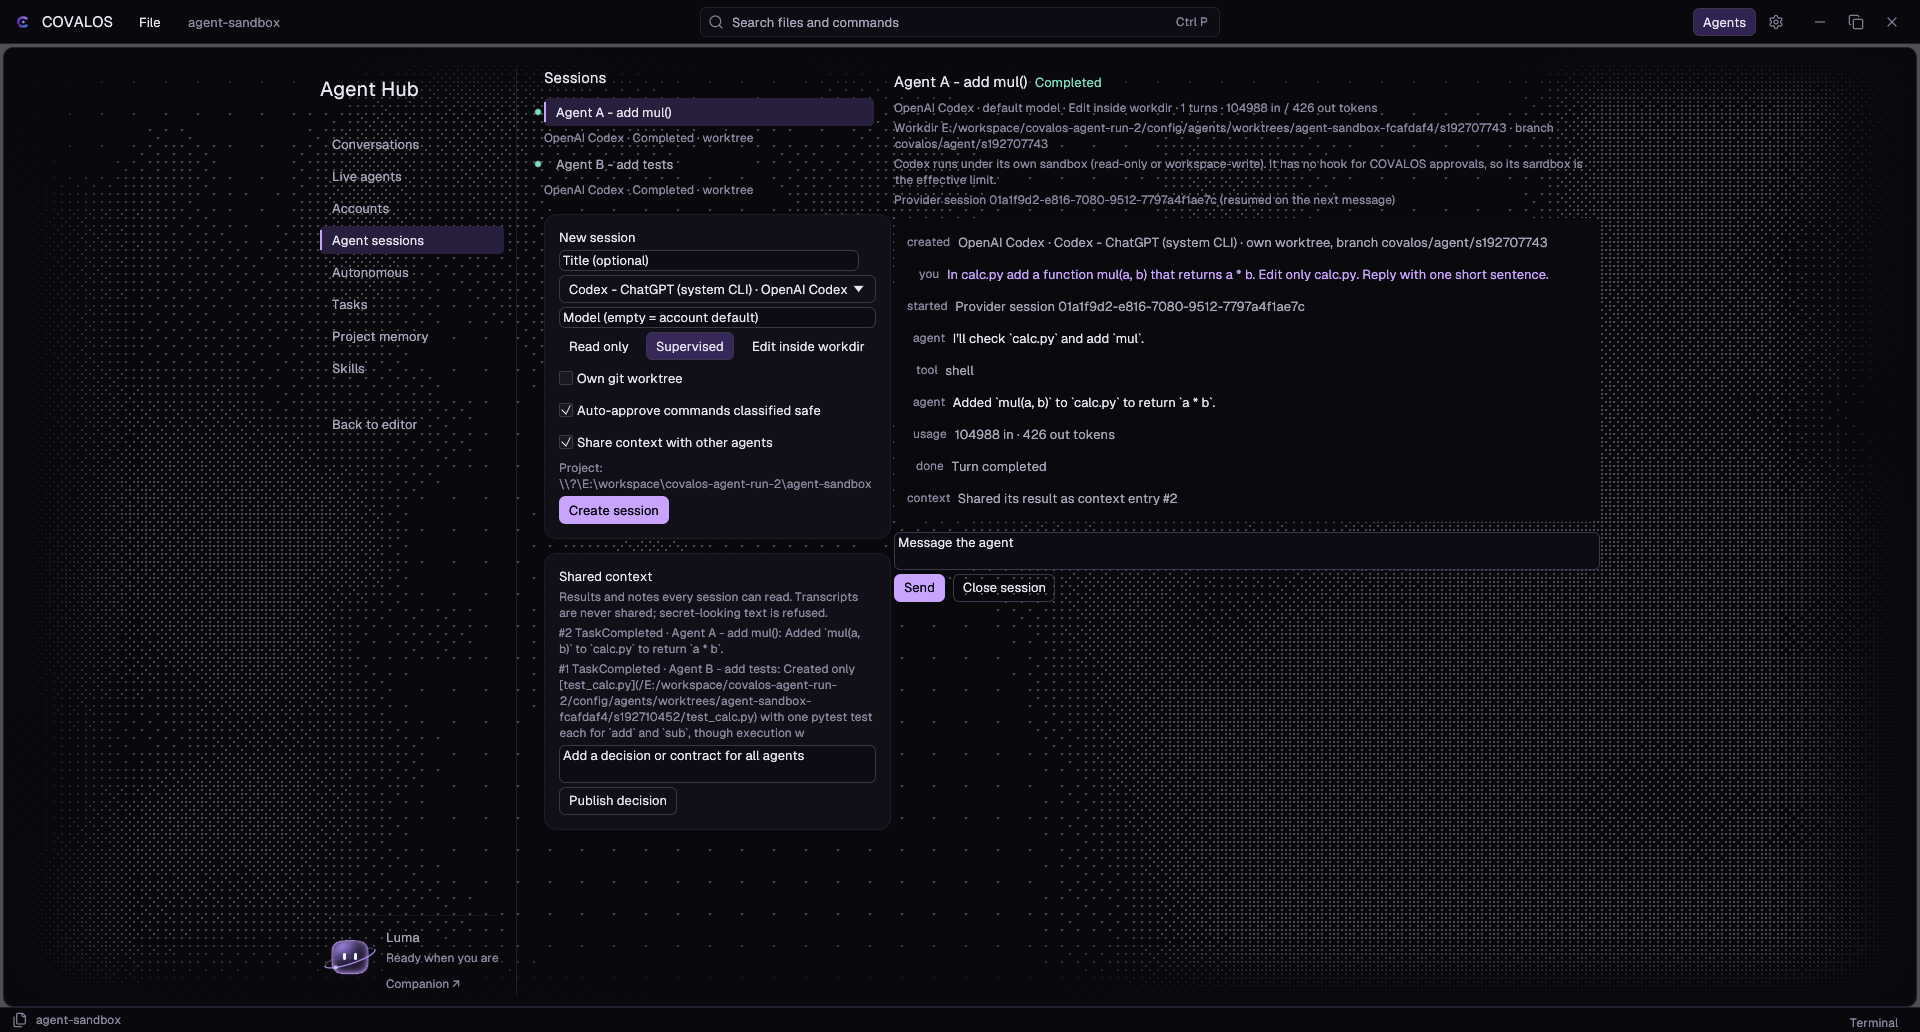 COVALOS
File
agent-sandbox
Search files and commands
Ctrl P
Agents
Agent Hub
Conversations
Live agents
Accounts
Agent sessions
Autonomous
Tasks
Project memory
Skills
Back to editor
Luma
Ready when you are
Companion ↗
Sessions
Agent A - add mul()
OpenAI Codex · Completed · worktree
Agent B - add tests
OpenAI Codex · Completed · worktree
New session
Title (optional)
Codex - ChatGPT (system CLI) · OpenAI Codex
Model (empty = account default)
Read only
Supervised
Edit inside workdir
Own git worktree
Auto-approve commands classified safe
Share context with other agents
Project:
\\?\E:\workspace\covalos-agent-run-2\agent-sandbox
Create session
Shared context
Results and notes every session can read. Transcripts
are never shared; secret-looking text is refused.
#2 TaskCompleted · Agent A - add mul(): Added `mul(a,
b)` to `calc.py` to return `a * b`.
#1 TaskCompleted · Agent B - add tests: Created only
[test_calc.py](/E:/workspace/covalos-agent-run-
2/config/agents/worktrees/agent-sandbox-
fcafdaf4/s192710452/test_calc.py) with one pytest test
each for `add` and `sub`, though execution w
Add a decision or contract for all agents
Publish decision
Agent A - add mul() Completed
OpenAI Codex · default model · Edit inside workdir · 1 turns · 104988 in / 426 out tokens
Workdir E:/workspace/covalos-agent-run-2/config/agents/worktrees/agent-sandbox-fcafdaf4/s192707743 · branch
covalos/agent/s192707743
Codex runs under its own sandbox (read-only or workspace-write). It has no hook for COVALOS approvals, so its sandbox is
the effective limit.
Provider session 01a1f9d2-e816-7080-9512-7797a4f1ae7c (resumed on the next message)
created OpenAI Codex · Codex - ChatGPT (system CLI) · own worktree, branch covalos/agent/s192707743
you In calc.py add a function mul(a, b) that returns a * b. Edit only calc.py. Reply with one short sentence.
started Provider session 01a1f9d2-e816-7080-9512-7797a4f1ae7c
agent I'll check `calc.py` and add `mul`.
tool shell
agent Added `mul(a, b)` to `calc.py` to return `a * b`.
usage 104988 in · 426 out tokens
done Turn completed
context Shared its result as context entry #2
Message the agent
Send
Close session
agent-sandbox
Terminal